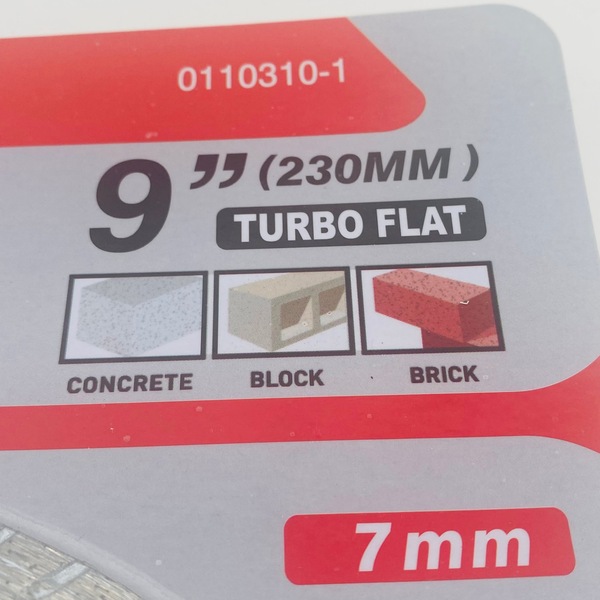 0110310-1
9” (230MM)
TURBO FLAT
CONCRETE BLOCK BRICK
7mm